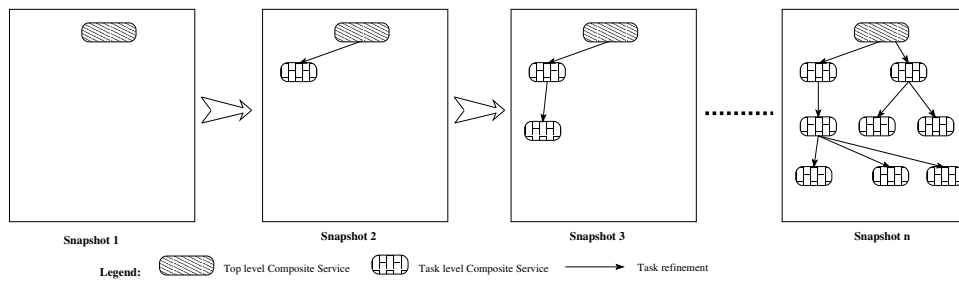 Snapshot 1
Snapshot 2
Snapshot 3
Snapshot n
Legend:
Top level Composite Service
Task level Composite Service
Task refinement